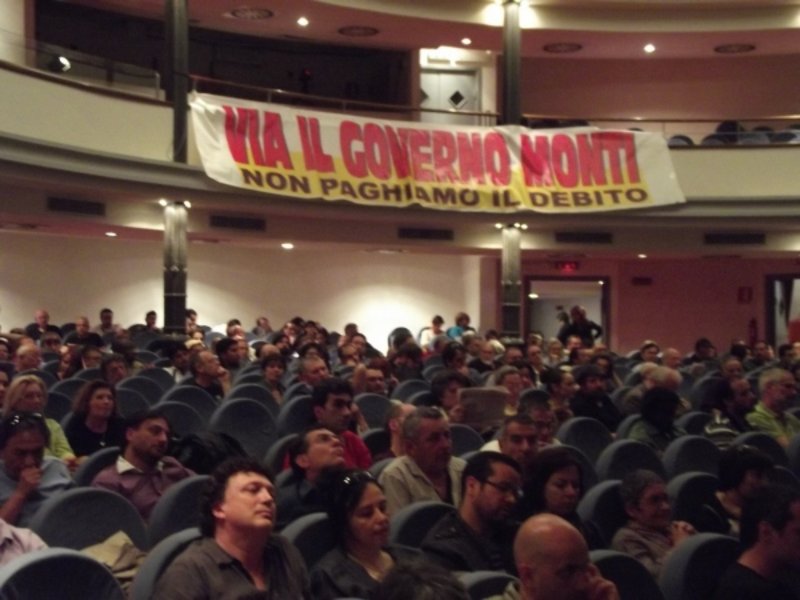 VIA IL GOVERNO MONTI
NON PAGHIAMO IL DEBITO